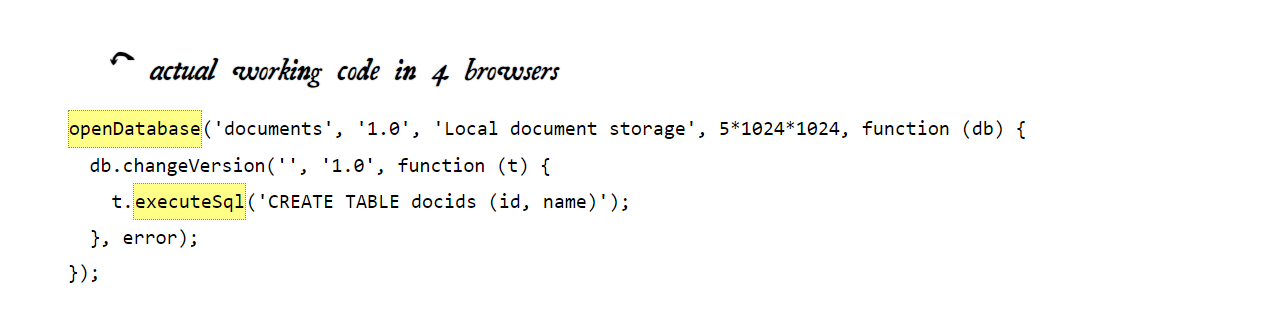 actual working code in 4 browsers
openDatabase('documents', '1.0', 'Local document storage', 5*1024*1024, function (db) {
  db.changeVersion('', '1.0', function (t) {
    t.executeSql('CREATE TABLE docids (id, name)');
  }, error);
});